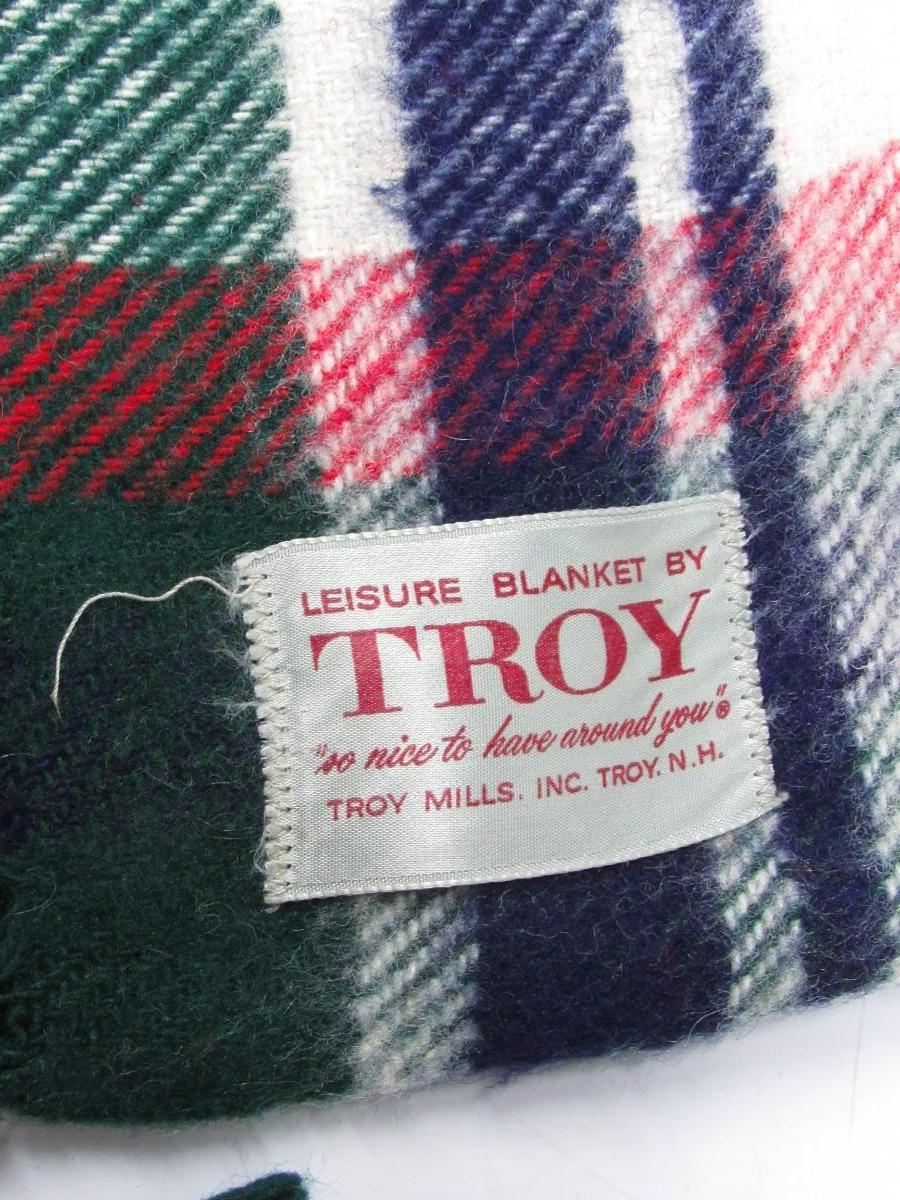 LEISURE BLANKET BY
TROY
"so nice to have around you"®
TROY MILLS. INC. TROY. N.H.